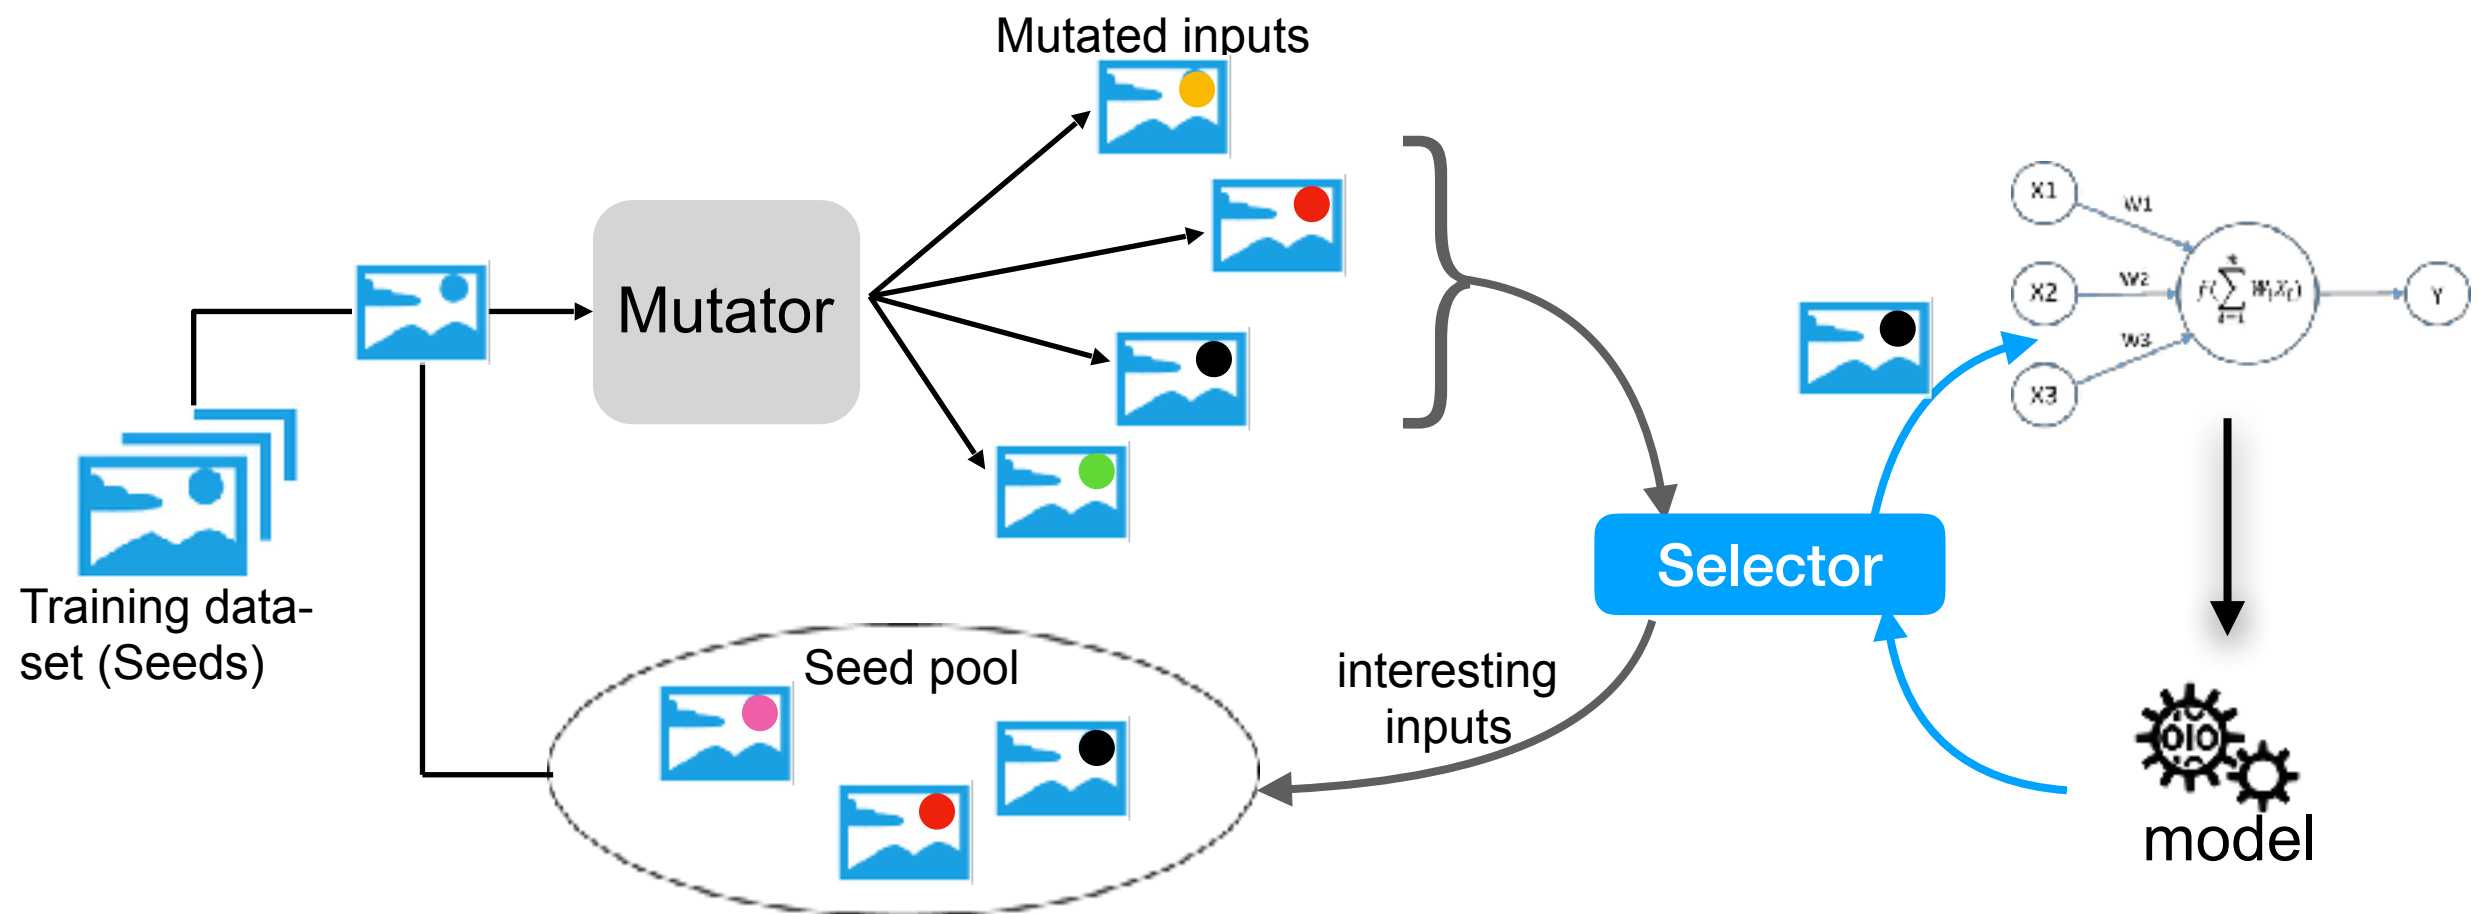 Mutated inputs
Mutator
Training data-
set (Seeds)
Seed pool
interesting
inputs
Selector
X1
W1
X2
W2
X3
W3
Y
model